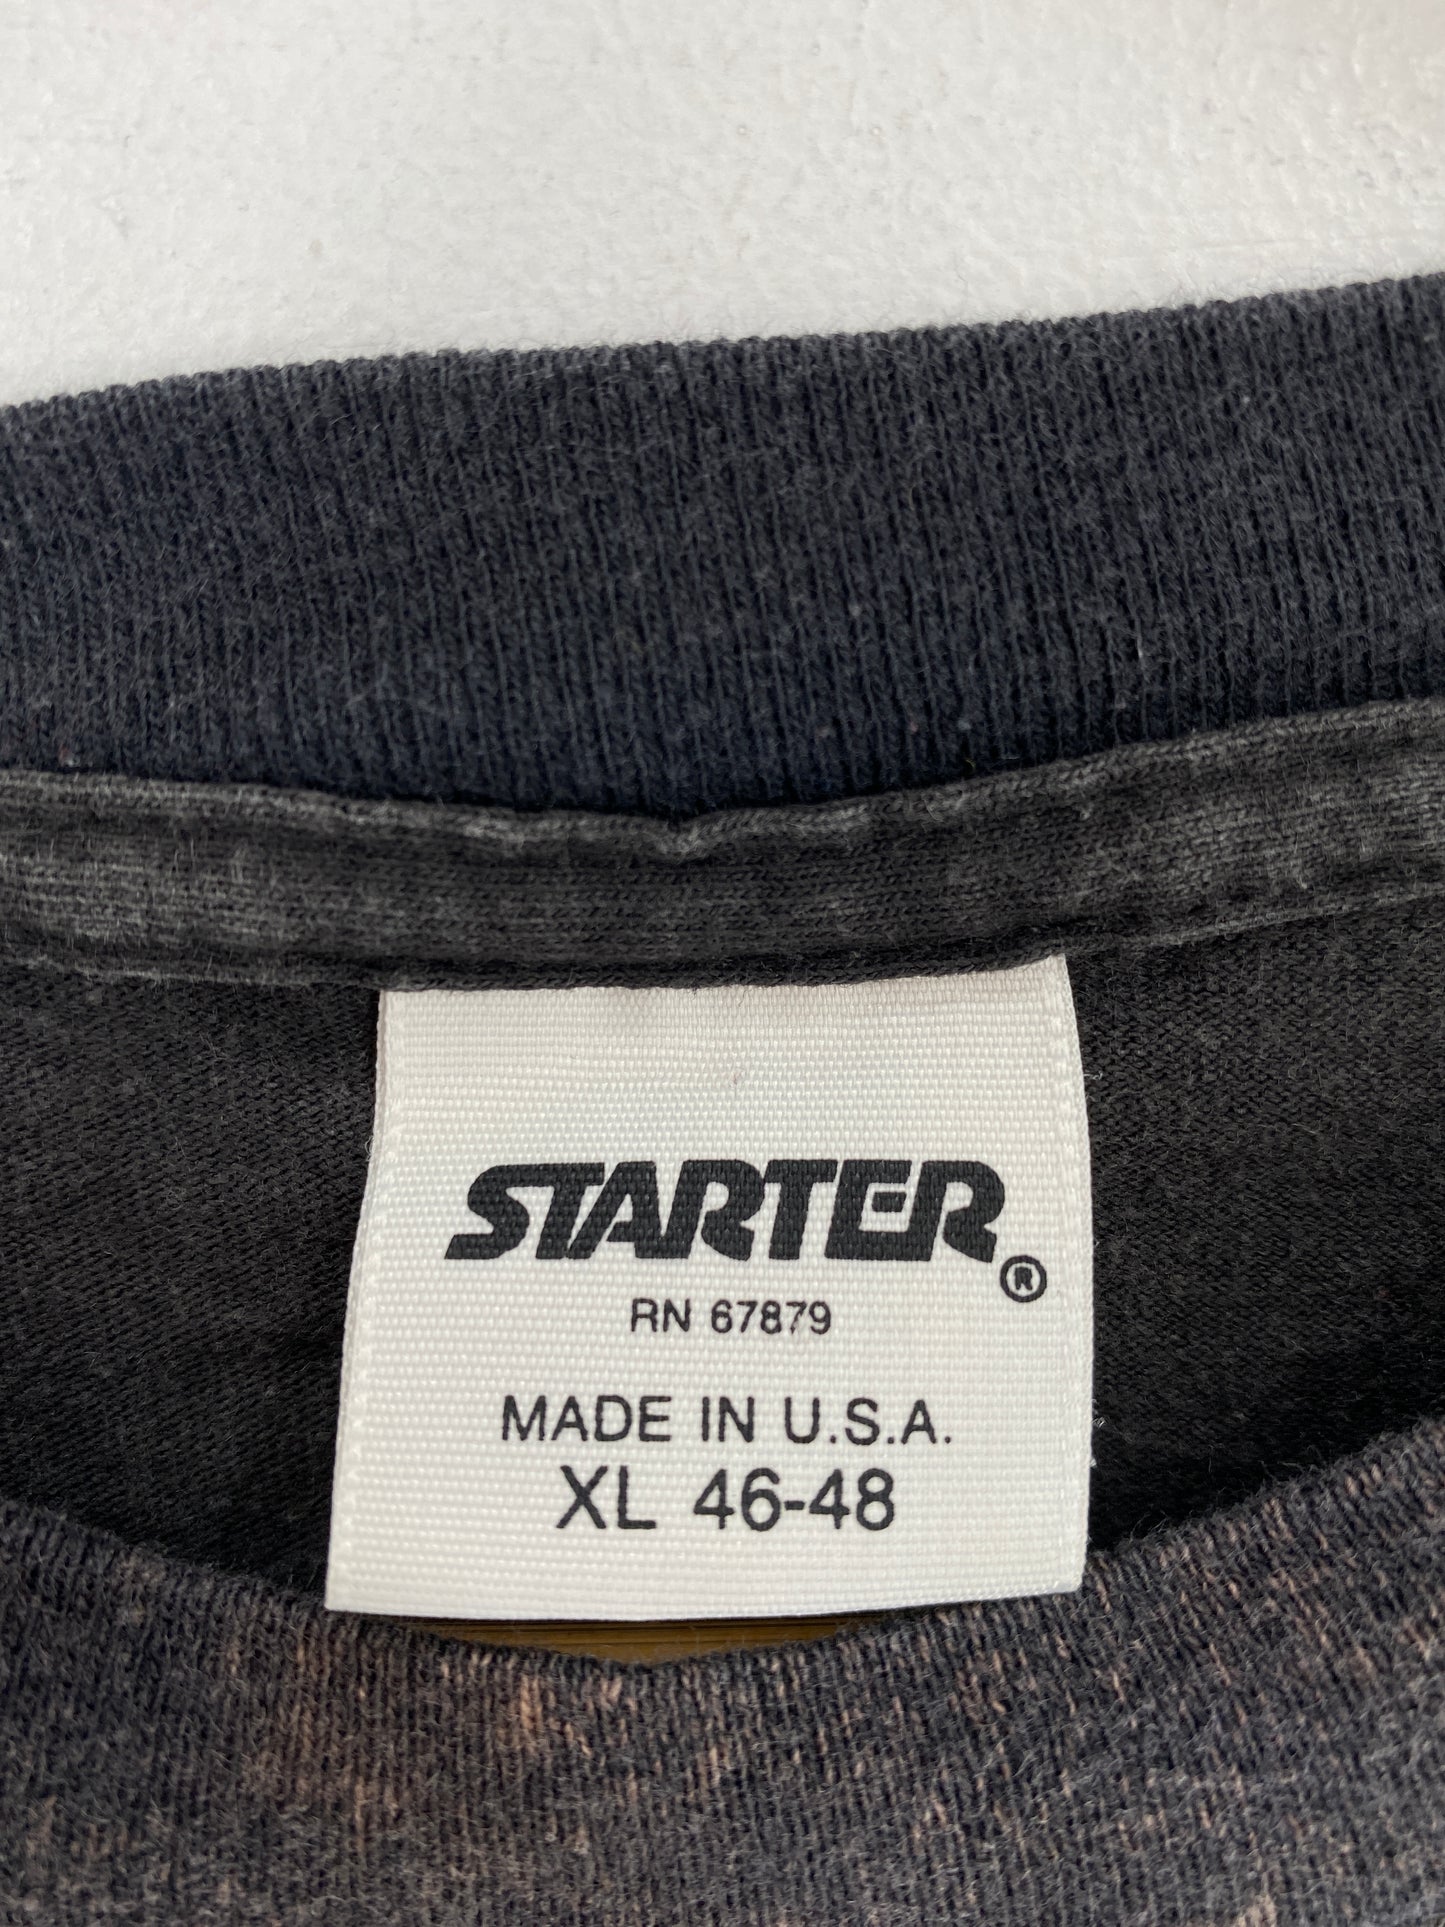 STARTER®
RN 67879
MADE IN U.S.A.
XL 46-48